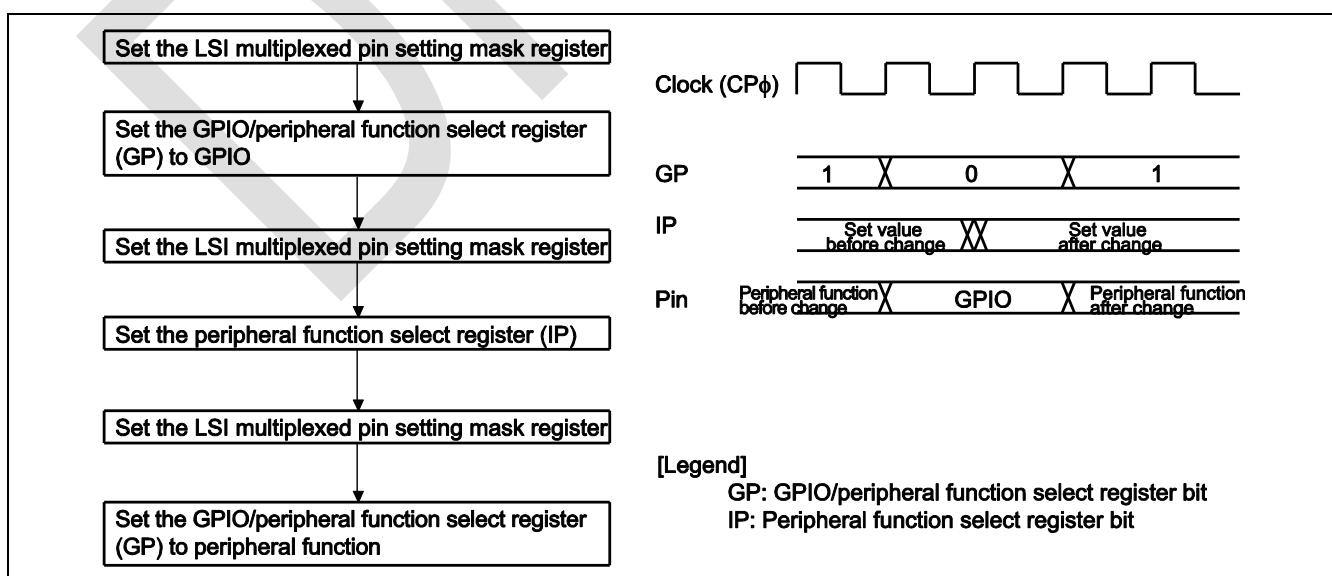 Set the LSI multiplexed pin setting mask register
Set the GPIO/peripheral function select register
(GP) to GPIO
Set the LSI multiplexed pin setting mask register
Set the peripheral function select register (IP)
Set the LSI multiplexed pin setting mask register
Set the GPIO/peripheral function select register
(GP) to peripheral function
Clock (CPϕ)
GP
1
0
1
IP
Set value
before change
Set value
after change
Pin
Peripheral function
before change
GPIO
Peripheral function
after change
[Legend]
GP: GPIO/peripheral function select register bit
IP: Peripheral function select register bit